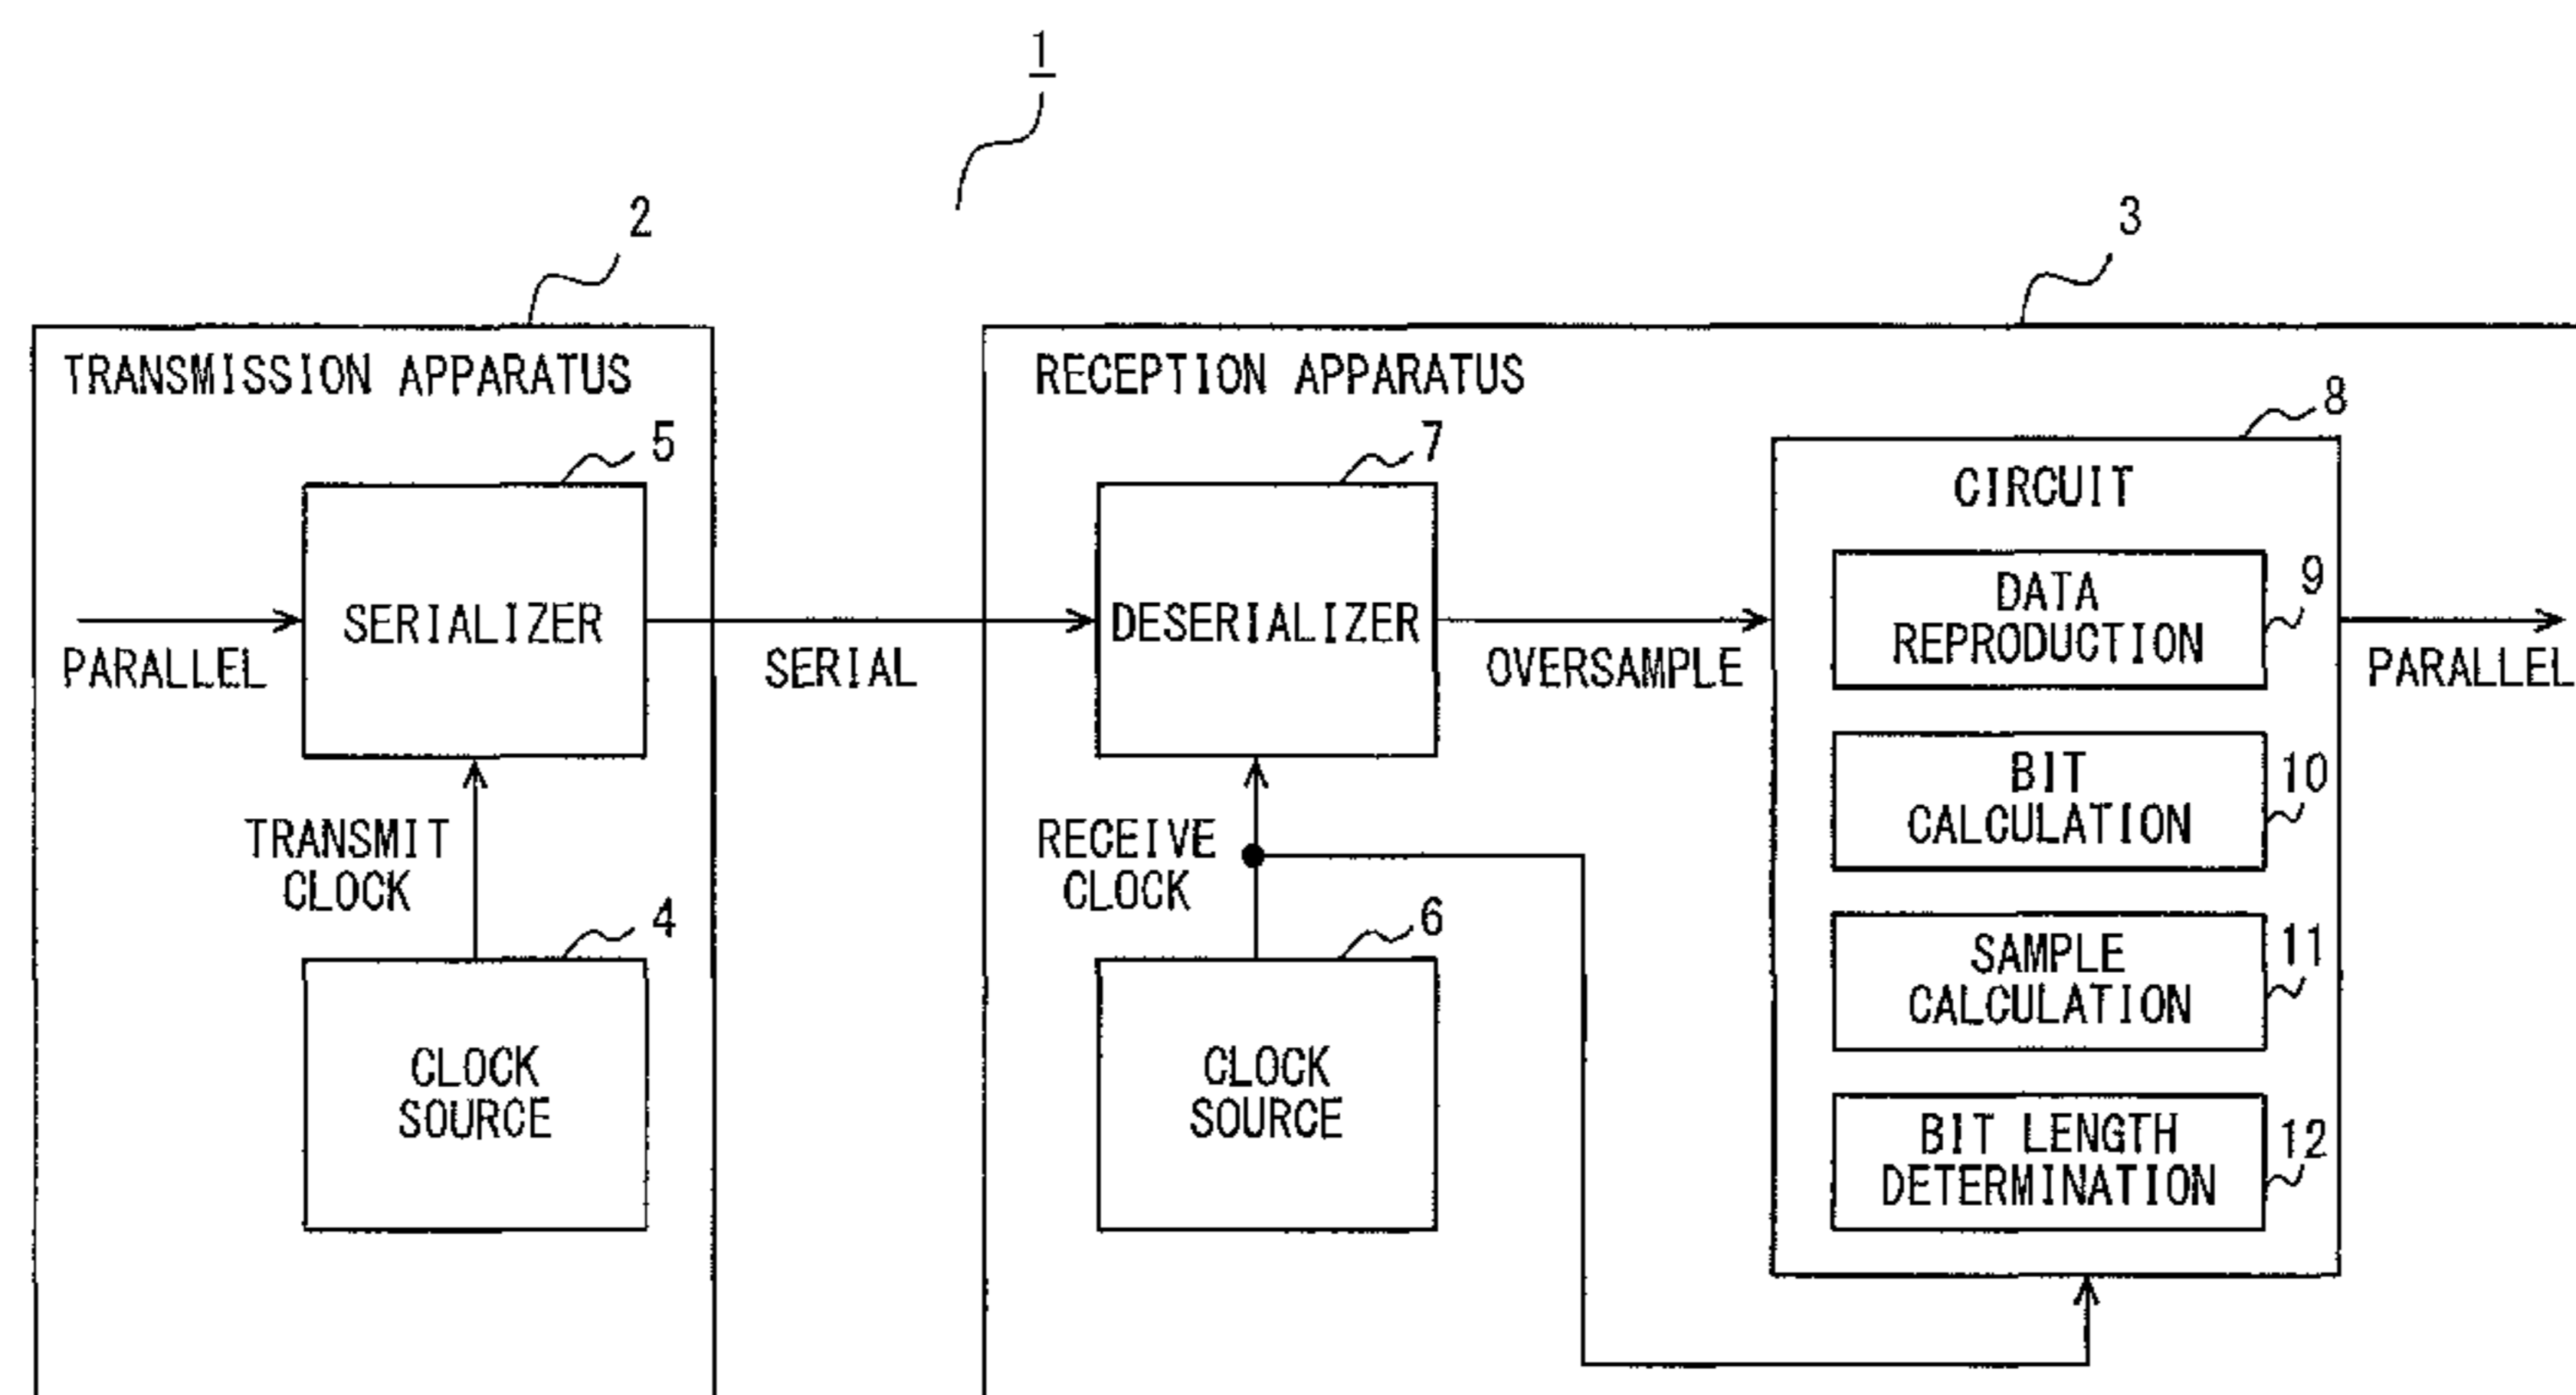 1
2
3
TRANSMISSION APPARATUS
RECEPTION APPARATUS
8
5
7
CIRCUIT
SERIALIZER
DESERIALIZER
DATA
REPRODUCTION
9
PARALLEL
SERIAL
OVERSAMPLE
PARALLEL
BIT
CALCULATION
10
TRANSMIT
CLOCK
RECEIVE
CLOCK
4
6
SAMPLE
CALCULATION
11
CLOCK
SOURCE
CLOCK
SOURCE
BIT LENGTH
DETERMINATION
12